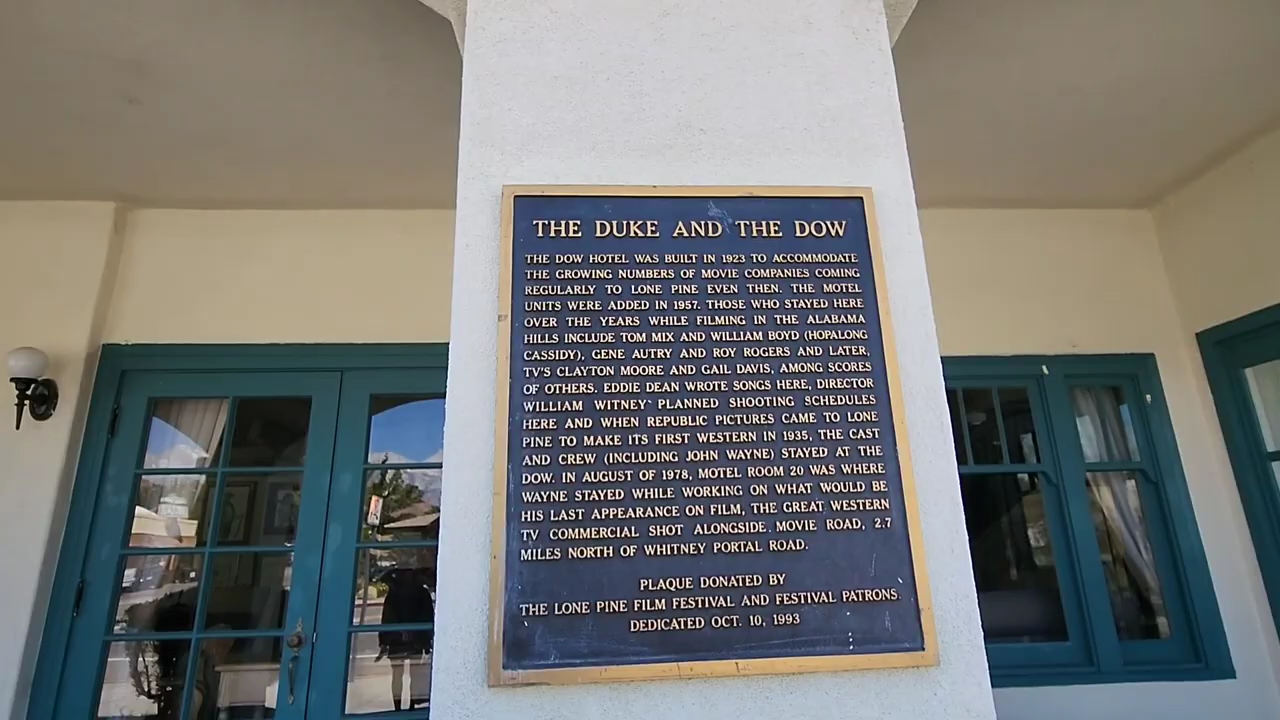 THE DUKE AND THE DOW
THE DOW HOTEL WAS BUILT IN 1923 TO ACCOMMODATE
THE GROWING NUMBERS OF MOVIE COMPANIES COMING
REGULARLY TO LONE PINE EVEN THEN. THE MOTEL
UNITS WERE ADDED IN 1957. THOSE WHO STAYED HERE
OVER THE YEARS WHILE FILMING IN THE ALABAMA
HILLS INCLUDE TOM MIX AND WILLIAM BOYD (HOPALONG
CASSIDY), GENE AUTRY AND ROY ROGERS AND LATER,
TV'S CLAYTON MOORE AND GAIL DAVIS, AMONG SCORES
OF OTHERS. EDDIE DEAN WROTE SONGS HERE, DIRECTOR
WILLIAM WITNEY PLANNED SHOOTING SCHEDULES
HERE AND WHEN REPUBLIC PICTURES CAME TO LONE
PINE TO MAKE ITS FIRST WESTERN IN 1935, THE CAST
AND CREW (INCLUDING JOHN WAYNE) STAYED AT THE
DOW. IN AUGUST OF 1978, MOTEL ROOM 20 WAS WHERE
WAYNE STAYED WHILE WORKING ON WHAT WOULD BE
HIS LAST APPEARANCE ON FILM, THE GREAT WESTERN
TV COMMERCIAL SHOT ALONGSIDE MOVIE ROAD, 2.7
MILES NORTH OF WHITNEY PORTAL ROAD.
PLAQUE DONATED BY
THE LONE PINE FILM FESTIVAL AND FESTIVAL PATRONS
DEDICATED OCT. 10, 1993